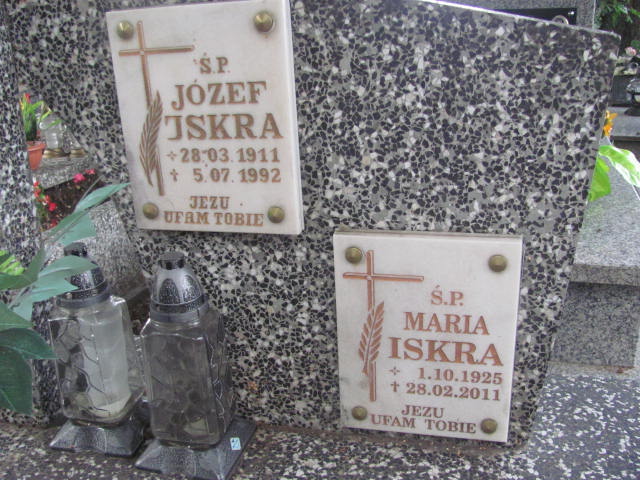 Ś.P.
JÓZEF
ISKRA
✢ 28.03.1911
✝ 5.07.1992
JEZU
UFAM TOBIE
Ś.P.
MARIA
ISKRA
✢ 1.10.1925
✝ 28.02.2011
JEZU
UFAM TOBIE